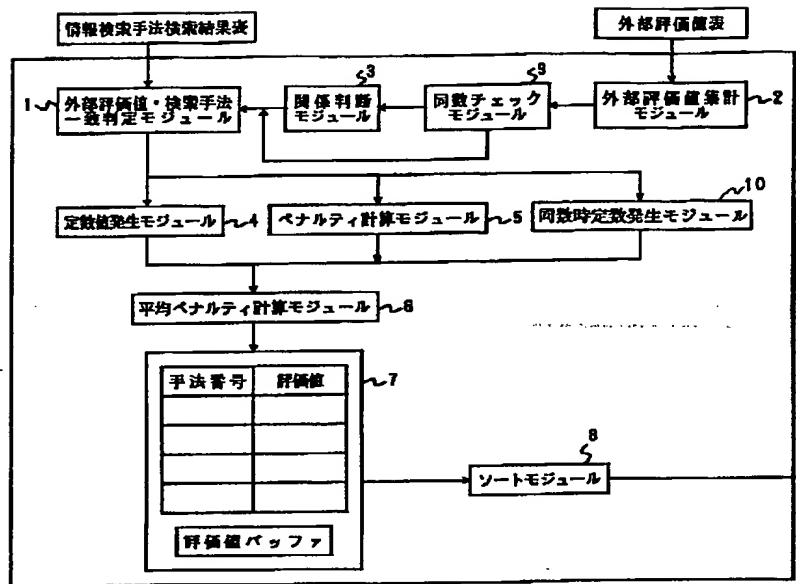 情報検索手法検索結果表
外部評価値表
1
外部評価値・検索手法
一致判定モジュール
3
関係判断
モジュール
9
同数チェック
モジュール
外部評価値集計
モジュール
2
定数値発生モジュール
4
ペナルティ計算モジュール
5
同数時定数発生モジュール
10
平均ペナルティ計算モジュール
6
手法番号
評価値
7
評価値バッファ
8
ソートモジュール